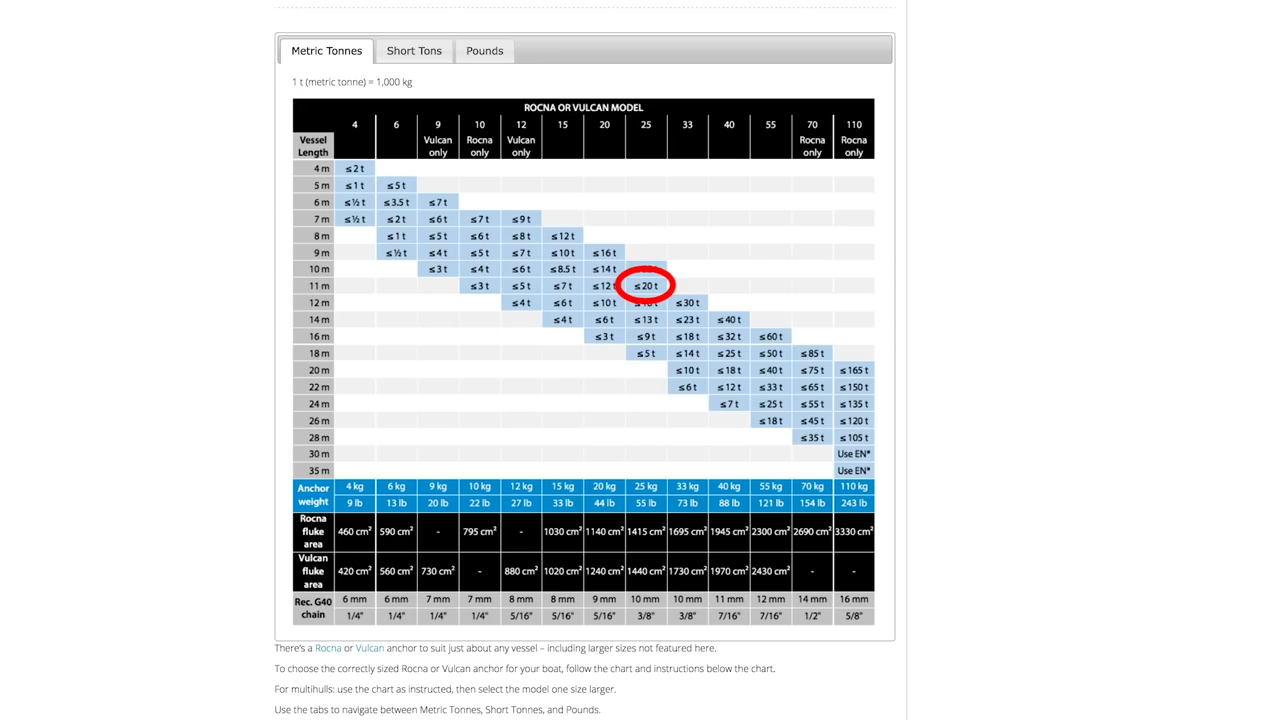 Metric Tonnes Short Tons Pounds
1 t (metric tonne) = 1,000 kg
ROCNA OR VULCAN MODEL
4 6 9 10 12 15 20 25 33 40 55 70 110
Vessel Length Vulcan only Rocna only Vulcan only Rocna only Rocna only
4 m ≤2 t
5 m ≤1 t ≤5 t
6 m ≤½ t ≤3.5 t ≤7 t
7 m ≤½ t ≤2 t ≤6 t ≤7 t ≤9 t
8 m ≤1 t ≤5 t ≤6 t ≤8 t ≤12 t
9 m ≤½ t ≤4 t ≤5 t ≤7 t ≤10 t ≤16 t
10 m ≤3 t ≤4 t ≤6 t ≤8.5 t ≤14 t
11 m ≤3 t ≤5 t ≤7 t ≤12 t ≤20 t
12 m ≤4 t ≤6 t ≤10 t ≤30 t
14 m ≤4 t ≤6 t ≤13 t ≤23 t ≤40 t
16 m ≤3 t ≤9 t ≤18 t ≤32 t ≤60 t
18 m ≤5 t ≤14 t ≤25 t ≤50 t ≤85 t
20 m ≤10 t ≤18 t ≤40 t ≤75 t ≤165 t
22 m ≤6 t ≤12 t ≤33 t ≤65 t ≤150 t
24 m ≤7 t ≤25 t ≤55 t ≤135 t
26 m ≤18 t ≤45 t ≤120 t
28 m ≤35 t ≤105 t
30 m Use EN*
35 m Use EN*
Anchor weight 4 kg 6 kg 9 kg 10 kg 12 kg 15 kg 20 kg 25 kg 33 kg 40 kg 55 kg 70 kg 110 kg
9 lb 13 lb 20 lb 22 lb 27 lb 33 lb 44 lb 55 lb 73 lb 88 lb 121 lb 154 lb 243 lb
Rocna fluke area 460 cm² 590 cm² - 795 cm² - 1030 cm² 1140 cm² 1415 cm² 1695 cm² 1945 cm² 2300 cm² 2690 cm² 3330 cm²
Vulcan fluke area 420 cm² 560 cm² 730 cm² - 880 cm² 1020 cm² 1240 cm² 1440 cm² 1730 cm² 1970 cm² 2430 cm² - -
Rec. G40 chain 6 mm 6 mm 7 mm 7 mm 8 mm 8 mm 9 mm 10 mm 10 mm 11 mm 12 mm 14 mm 16 mm
1/4" 1/4" 1/4" 1/4" 5/16" 5/16" 5/16" 3/8" 3/8" 7/16" 7/16" 1/2" 5/8"
There's a Rocna or Vulcan anchor to suit just about any vessel – including larger sizes not featured here.
To choose the correctly sized Rocna or Vulcan anchor for your boat, follow the chart and instructions below the chart.
For multihulls: use the chart as instructed, then select the model one size larger.
Use the tabs to navigate between Metric Tonnes, Short Tonnes, and Pounds.